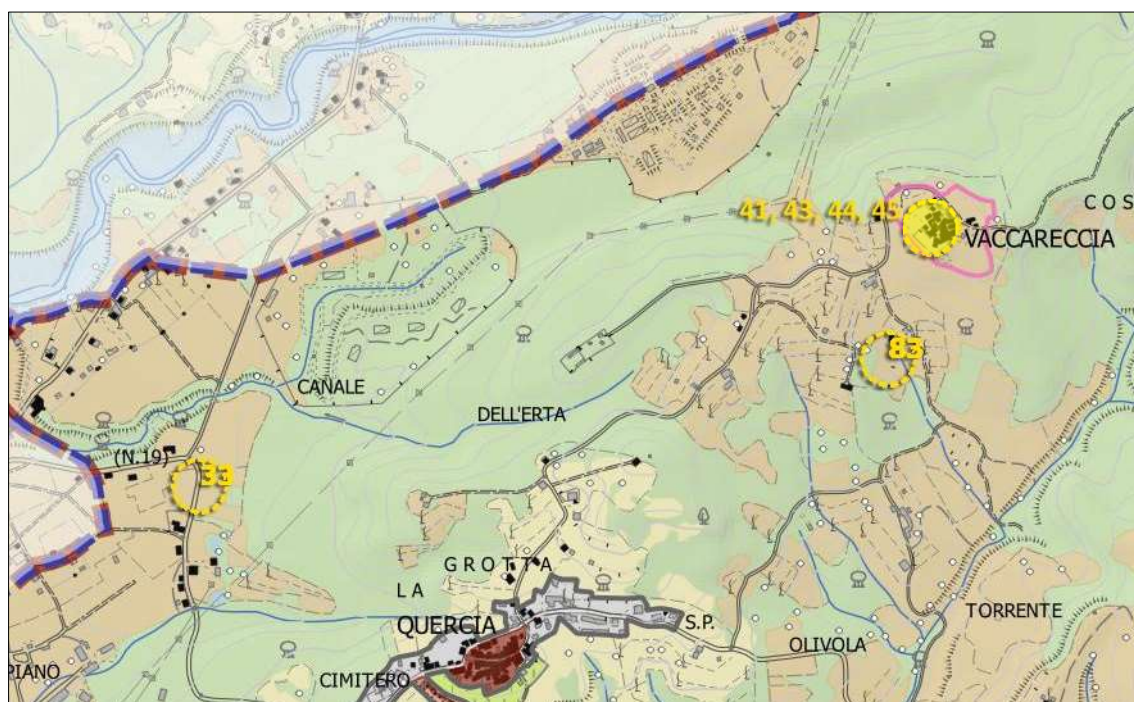 COS
41, 43, 44, 45
VACCARECCIA
83
CANALE
DELL'ERTA
(N.19)
33
GROTTA
LA
QUERCIA
S.P.
TORRENTE
OLIVOLA
PIANO
CIMITERO